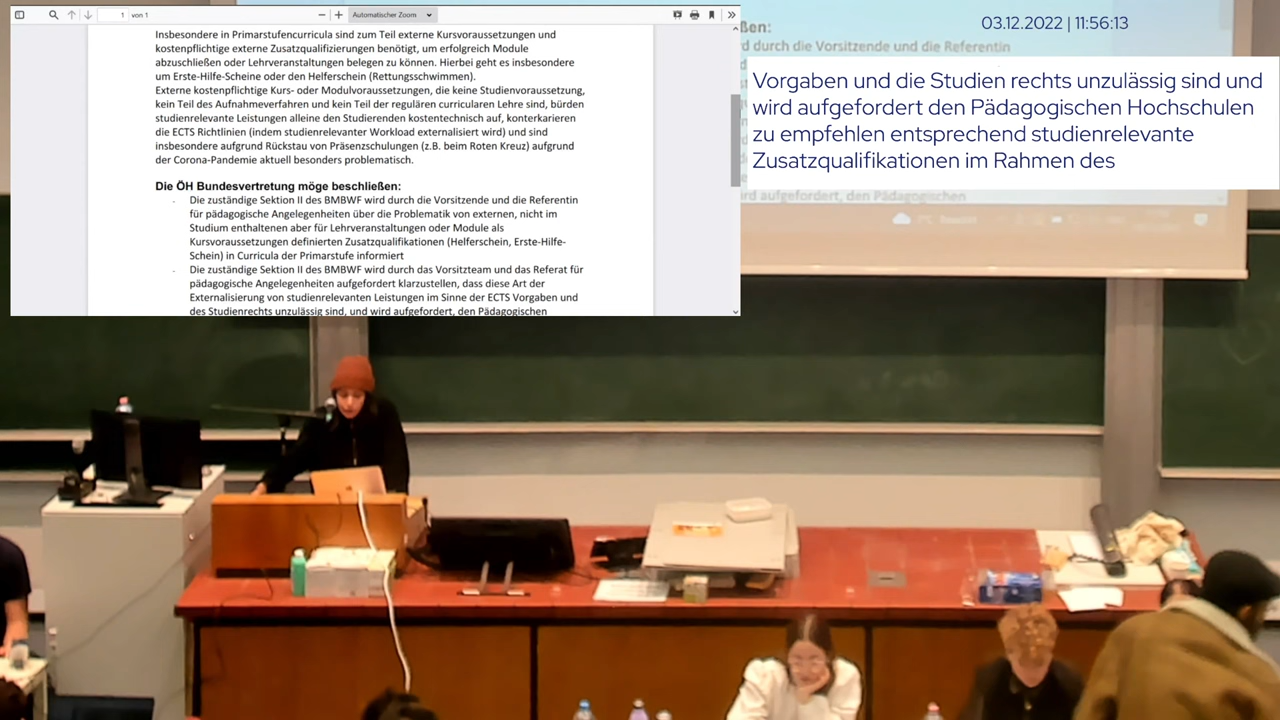 1 von 1
Automatischer Zoom
Insbesondere in Primarstufencurricula sind zum Teil externe Kursvoraussetzungen und
kostenpflichtige externe Zusatzqualifizierungen benötigt, um erfolgreich Module
abzuschließen oder Lehrveranstaltungen belegen zu können. Hierbei geht es insbesondere
um Erste-Hilfe-Scheine oder den Helferschein (Rettungsschwimmen).
Externe kostenpflichtige Kurs- oder Modulvoraussetzungen, die keine Studienvoraussetzung,
kein Teil des Aufnahmeverfahren und kein Teil der regulären curricularen Lehre sind, bürden
studienrelevante Leistungen alleine den Studierenden kostentechnisch auf, konterkarieren
die ECTS Richtlinien (indem studienrelevanter Workload externalisiert wird) und sind
insbesondere aufgrund Rückstau von Präsenzschulungen (z.B. beim Roten Kreuz) aufgrund
der Corona-Pandemie aktuell besonders problematisch.
Die ÖH Bundesvertretung möge beschließen:
- Die zuständige Sektion II des BMBWF wird durch die Vorsitzende und die Referentin
für pädagogische Angelegenheiten über die Problematik von externen, nicht im
Studium enthaltenen aber für Lehrveranstaltungen oder Module als
Kursvoraussetzungen definierten Zusatzqualifikationen (Helferschein, Erste-Hilfe-
Schein) in Curricula der Primarstufe informiert
- Die zuständige Sektion II des BMBWF wird durch das Vorsitzteam und das Referat für
pädagogische Angelegenheiten aufgefordert klarzustellen, dass diese Art der
Externalisierung von studienrelevanten Leistungen im Sinne der ECTS Vorgaben und
des Studienrechts unzulässig sind, und wird aufgefordert, den Pädagogischen
03.12.2022 | 11:56:13
ßen:
d durch die Vorsitzende und die Referentin
Vorgaben und die Studien rechts unzulässig sind und
wird aufgefordert den Pädagogischen Hochschulen
zu empfehlen entsprechend studienrelevante
Zusatzqualifikationen im Rahmen des
ird aufgefordert, den Pädagogischen